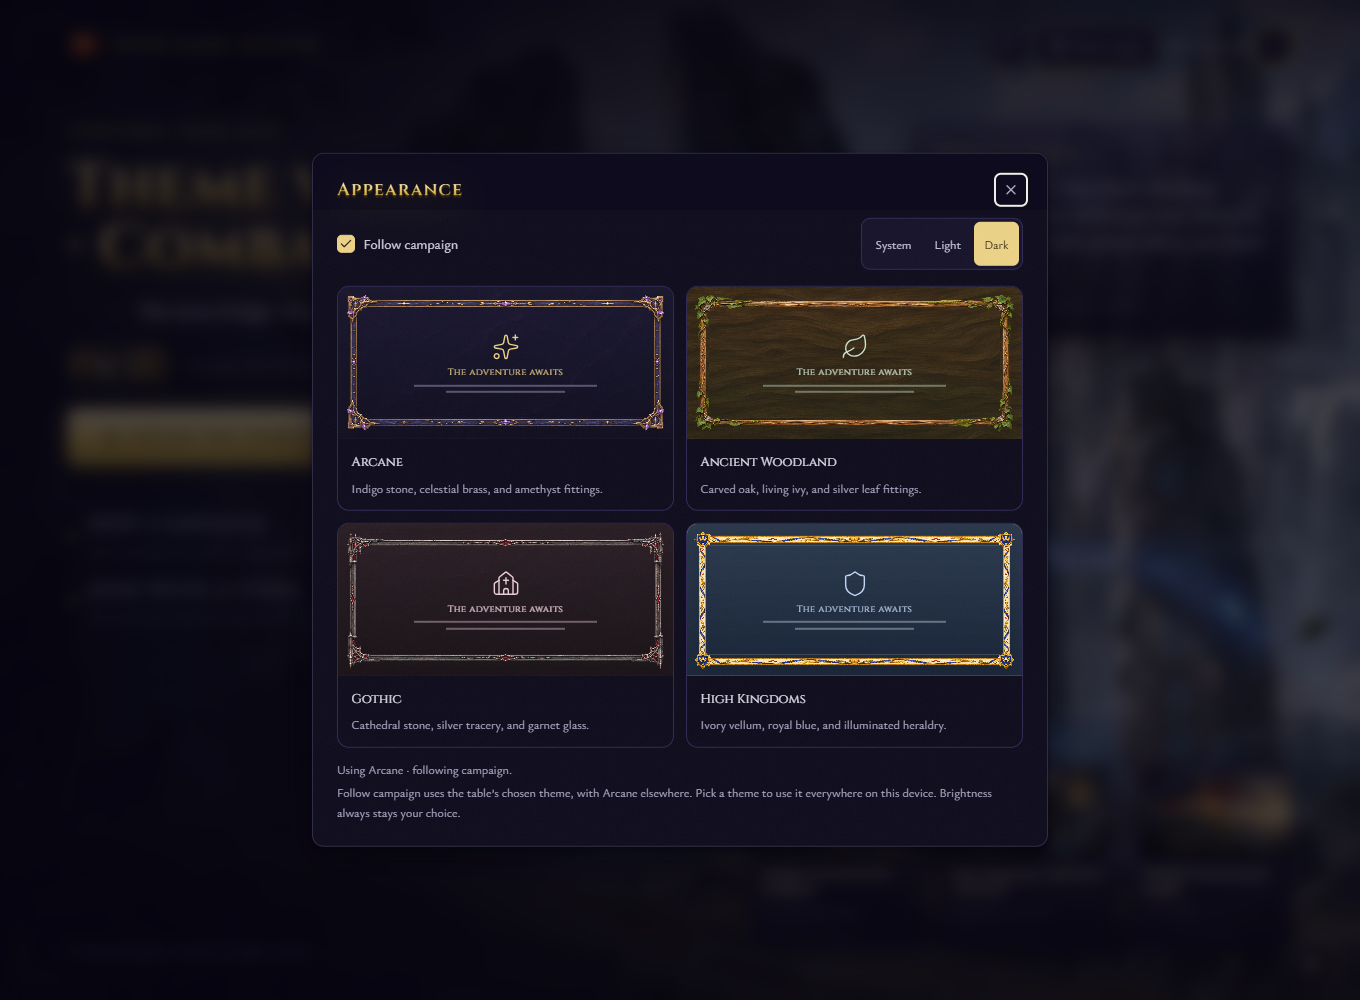 Appearance
Follow campaign
System Light Dark
The adventure awaits
Arcane
Indigo stone, celestial brass, and amethyst fittings.
The adventure awaits
Ancient Woodland
Carved oak, living ivy, and silver leaf fittings.
The adventure awaits
Gothic
Cathedral stone, silver tracery, and garnet glass.
The adventure awaits
High Kingdoms
Ivory vellum, royal blue, and illuminated heraldry.
Using Arcane · following campaign.
Follow campaign uses the table's chosen theme, with Arcane elsewhere. Pick a theme to use it everywhere on this device. Brightness
always stays your choice.